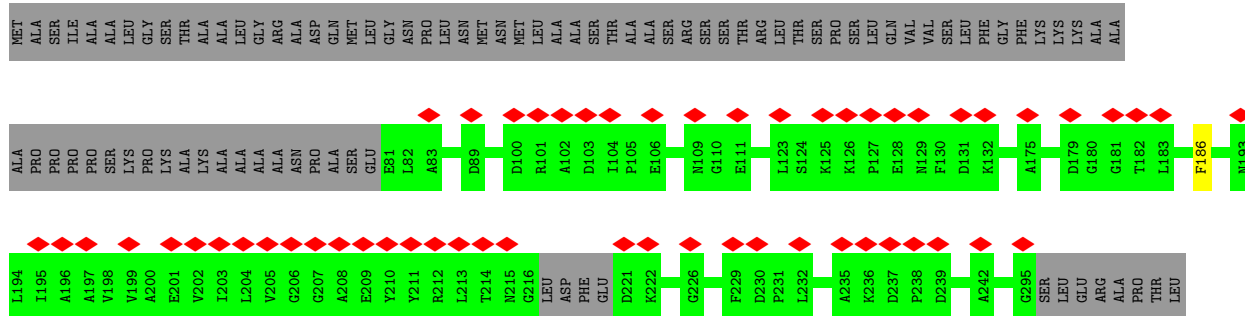 MET ALA SER ILE ALA ALA LEU GLY SER THR ALA ALA LEU GLY ARG ALA ASP GLN MET LEU GLY ASN PRO LEU ASN MET ASN MET LEU ALA ALA SER THR ALA ALA SER ARG SER SER THR ARG LEU THR SER PRO SER LEU GLN VAL VAL SER LEU PHE GLY PHE LYS LYS ALA ALA
ALA PRO PRO PRO PRO SER LYS PRO LYS ALA LYS ALA ALA ALA ALA ASN PRO ALA SER GLU E81 L82 A83 D89 D100 R101 A102 D103 I104 P105 E106 N109 G110 E111 L123 S124 K125 K126 P127 E128 N129 F130 D131 K132 A175 D179 G180 G181 T182 L183 F186 N193
L194 I195 A196 A197 V198 V199 A200 E201 V202 I203 L204 V205 G206 G207 A208 E209 Y210 Y211 R212 L213 T214 N215 G216 LEU ASP PHE GLU D221 K222 G226 F229 D230 P231 L232 A235 K236 D237 P238 D239 A242 G295 SER LEU GLU ARG ALA PRO THR LEU